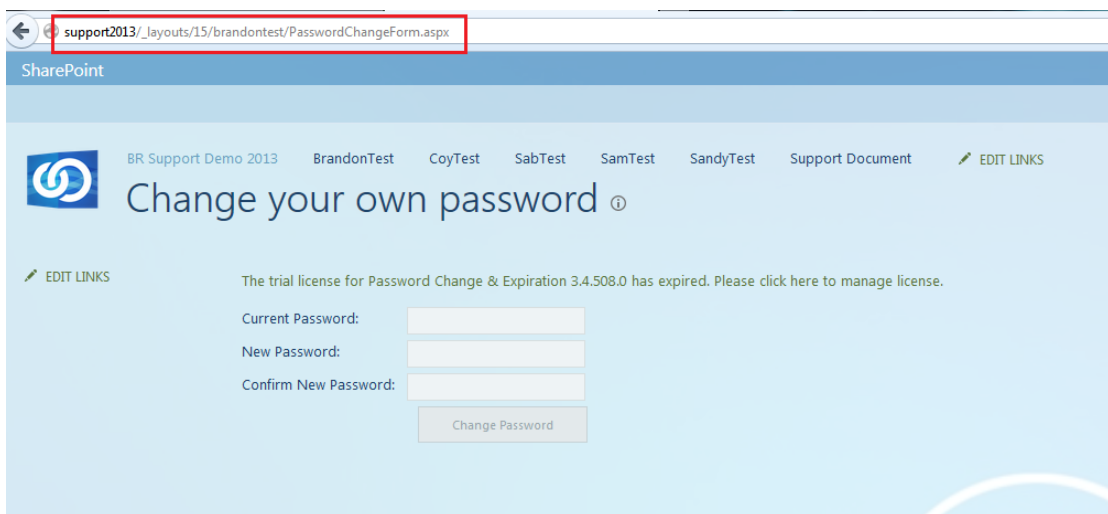 support2013/_layouts/15/brandontest/PasswordChangeForm.aspx
SharePoint
BR Support Demo 2013 BrandonTest CoyTest SabTest SamTest SandyTest Support Document EDIT LINKS
Change your own password
EDIT LINKS
The trial license for Password Change & Expiration 3.4.508.0 has expired. Please click here to manage license.
Current Password:
New Password:
Confirm New Password:
Change Password